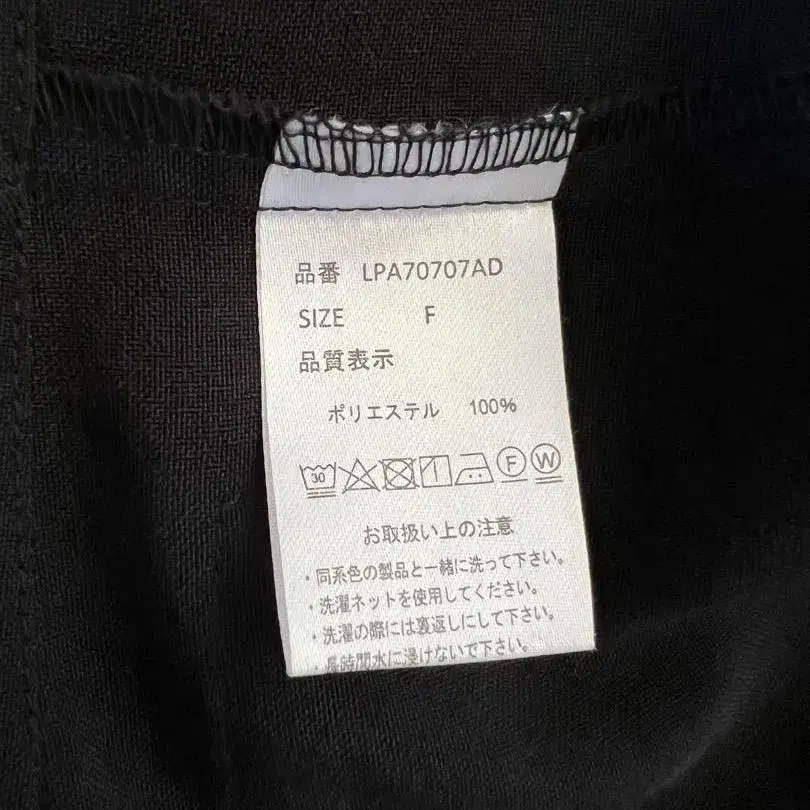 品番 LPA70707AD
SIZE F
品質表示
ポリエステル 100%
30 F W
お取扱い上の注意
・同系色の製品と一緒に洗って下さい。
・洗濯ネットを使用してください。
・洗濯の際には裏返しにして下さい。
・長時間水に浸けないで下さい。